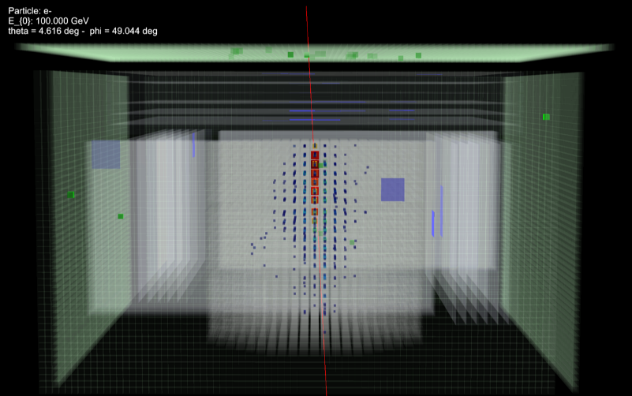 Particle: e-
E_{0}: 100.000 GeV
theta = 4.616 deg - phi = 49.044 deg